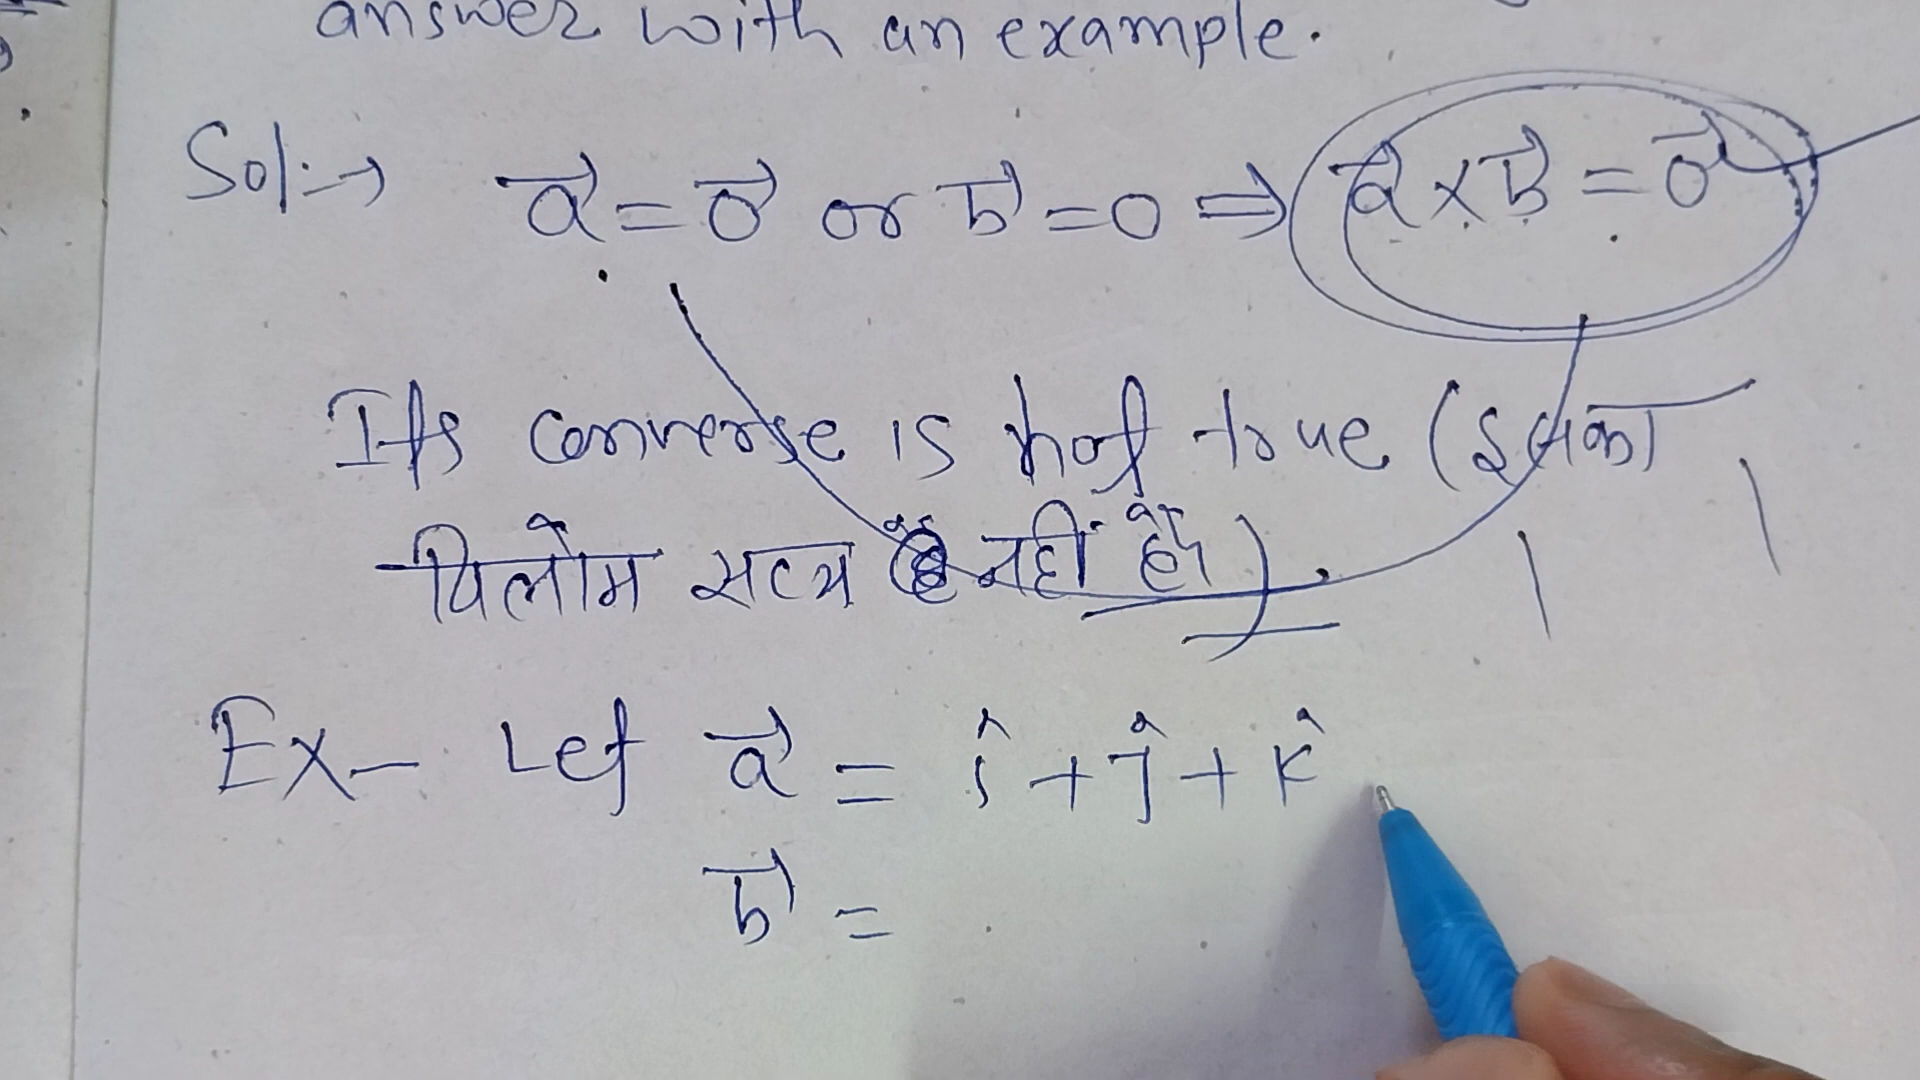 answer with an example.
Sol:→ a⃗ = 0⃗ or b⃗ = 0 ⇒ a⃗ × b⃗ = 0⃗
Its converse is not true (इसका
विलोम सत्य नहीं है)
Ex- Let a⃗ = î + ĵ + k̂
b⃗ =